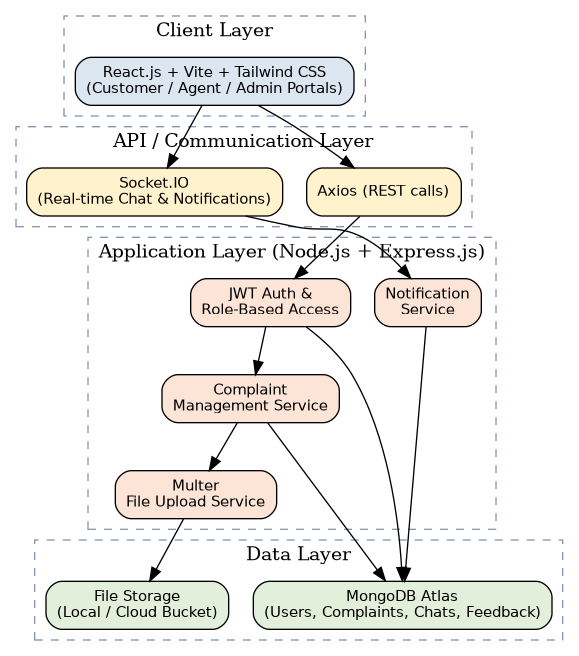 Client Layer
React.js + Vite + Tailwind CSS
(Customer / Agent / Admin Portals)
API / Communication Layer
Socket.IO
(Real-time Chat & Notifications)
Axios (REST calls)
Application Layer (Node.js + Express.js)
JWT Auth &
Role-Based Access
Notification
Service
Complaint
Management Service
Multer
File Upload Service
Data Layer
File Storage
(Local / Cloud Bucket)
MongoDB Atlas
(Users, Complaints, Chats, Feedback)